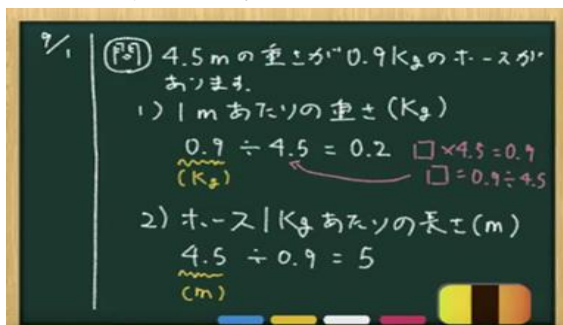 9/1
問 4.5mの重さが0.9Kgのホースが
あります.
1) 1mあたりの重さ(Kg)
0.9 ÷ 4.5 = 0.2 □×4.5=0.9
(Kg) □=0.9÷4.5
2) ホース1Kgあたりの長さ(m)
4.5 ÷ 0.9 = 5
(m)